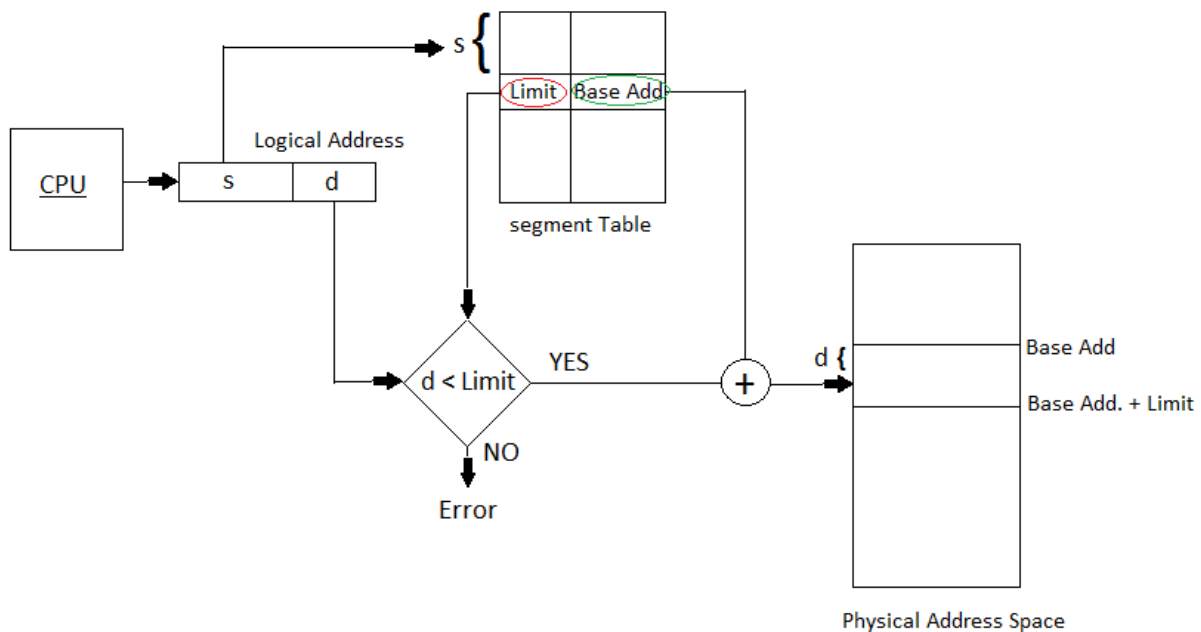 s {
Limit
Base Add
Logical Address
CPU
s
d
segment Table
d < Limit
YES
+
d {
Base Add
Base Add. + Limit
NO
Error
Physical Address Space